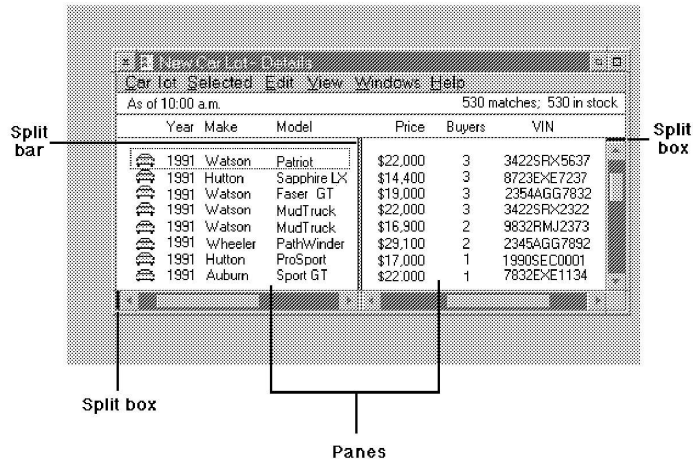 New Car Lot - Details
Car lot Selected Edit View Windows Help
As of 10:00 a.m. 530 matches; 530 in stock
Split bar
Split box
Year Make Model Price Buyers VIN
1991 Watson Patriot $22,000 3 3422SRX5637
1991 Hutton Sapphire LX $14,400 3 8723EXE7237
1991 Watson Faser GT $19,000 3 2354AGG7832
1991 Watson MudTruck $22,000 3 3422SRX2322
1991 Watson MudTruck $16,900 2 9832RMJ2373
1991 Wheeler PathWinder $29,100 2 2345AGG7892
1991 Hutton ProSport $17,000 1 1990SEC0001
1991 Auburn Sport GT $22,000 1 7832EXE1134
Split box
Panes